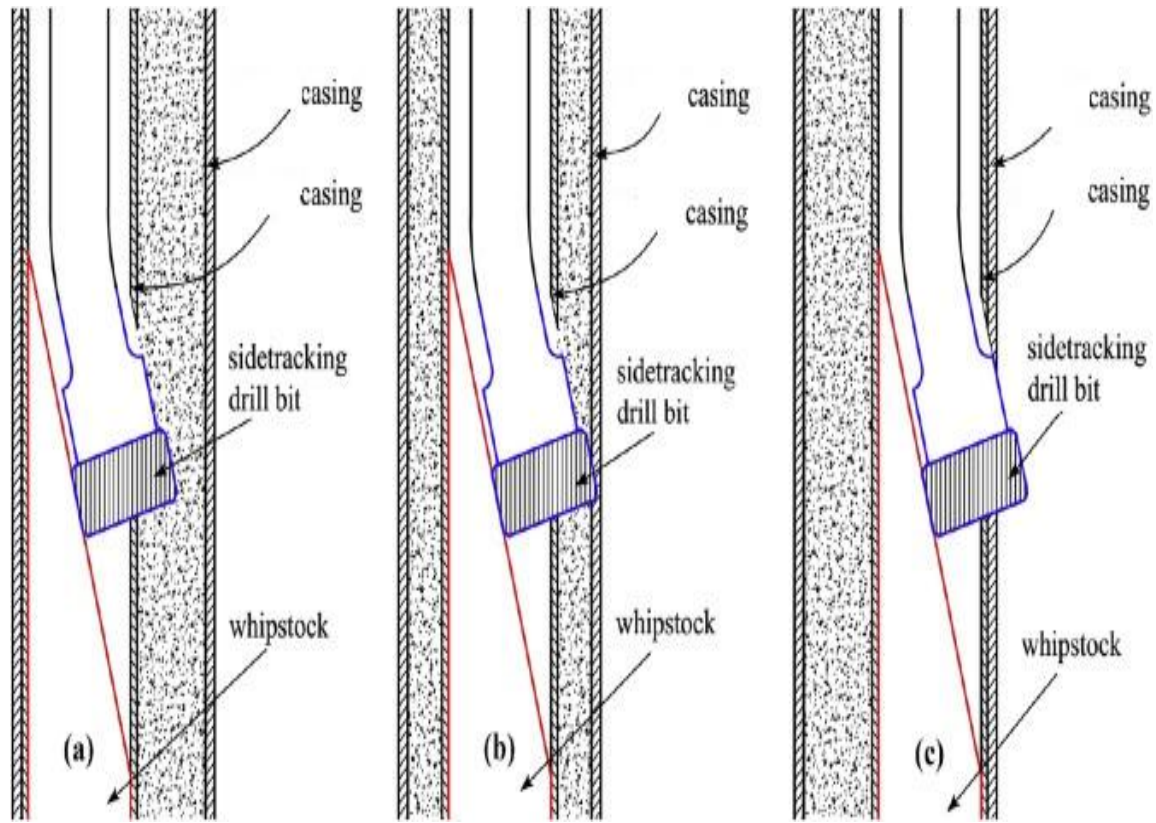 casing
casing
sidetracking
drill bit
whipstock
(a)
casing
casing
sidetracking
drill bit
whipstock
(b)
casing
casing
sidetracking
drill bit
whipstock
(c)